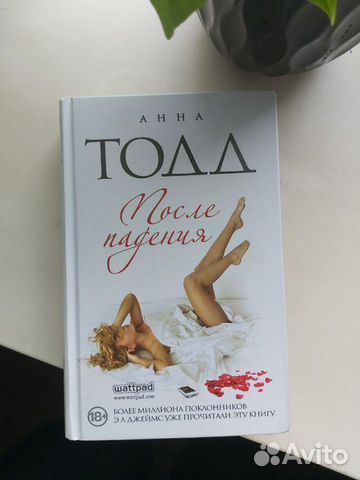 АННА
ТОДД
После
падения
wattpad
www.wattpad.com
18+
БОЛЕЕ МИЛЛИОНА ПОКЛОННИКОВ
Э Л ДЖЕЙМС УЖЕ ПРОЧИТАЛИ ЭТУ КНИГУ
Avito